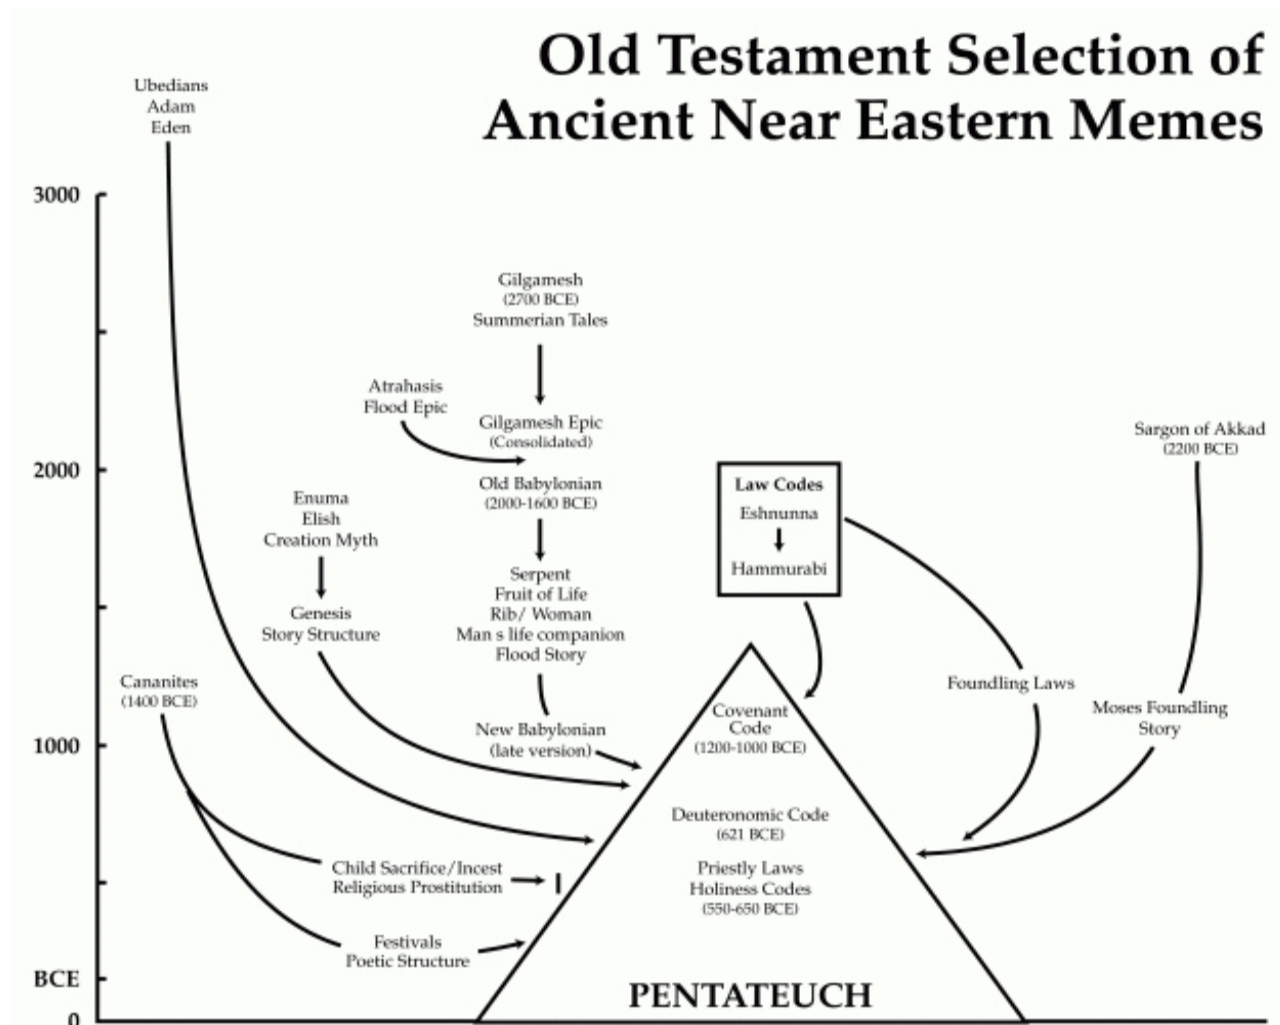 Old Testament Selection of
Ancient Near Eastern Memes
Ubedians
Adam
Eden
3000
Gilgamesh
(2700 BCE)
Summerian Tales
Atrahasis
Flood Epic
Gilgamesh Epic
(Consolidated)
Sargon of Akkad
(2200 BCE)
2000
Old Babylonian
(2000-1600 BCE)
Law Codes
Eshnunna
Hammurabi
Enuma
Elish
Creation Myth
Serpent
Fruit of Life
Rib/ Woman
Man s life companion
Flood Story
Genesis
Story Structure
Cananites
(1400 BCE)
Foundling Laws
Moses Foundling
Story
Covenant
Code
(1200-1000 BCE)
New Babylonian
(late version)
1000
Deuteronomic Code
(621 BCE)
Child Sacrifice/Incest
Religious Prostitution
Priestly Laws
Holiness Codes
(550-650 BCE)
Festivals
Poetic Structure
BCE
PENTATEUCH
0